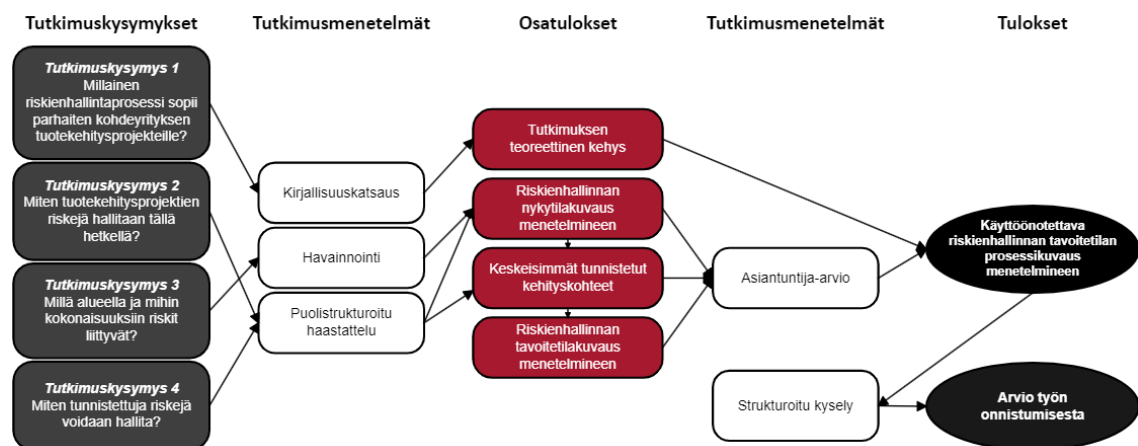 Tutkimuskysymykset
Tutkimusmenetelmät
Osatulokset
Tutkimusmenetelmät
Tulokset
Tutkimuskysymys 1
Millainen
riskienhallintaprosessi sopii
parhaiten kohdeyrityksen
tuotekehitysprojekteille?
Tutkimuskysymys 2
Miten tuotekehitysprojektien
riskejä hallitaan tällä
hetkellä?
Tutkimuskysymys 3
Millä alueella ja mihin
kokonaisuuksiin riskit
liittyvät?
Tutkimuskysymys 4
Miten tunnistettuja riskejä
voidaan hallita?
Kirjallisuuskatsaus
Havainnointi
Puolistrukturoitu
haastattelu
Tutkimuksen
teoreettinen kehys
Riskienhallinnan
nykytilakuvaus
menetelmineen
Keskeisimmät tunnistetut
kehityskohteet
Riskienhallinnan
tavoitetilakuvaus
menetelmineen
Asiantuntija-arvio
Strukturoitu kysely
Käyttöönotettava
riskienhallinnan tavoitetilan
prosessikuvaus
menetelmineen
Arvio työn
onnistumisesta